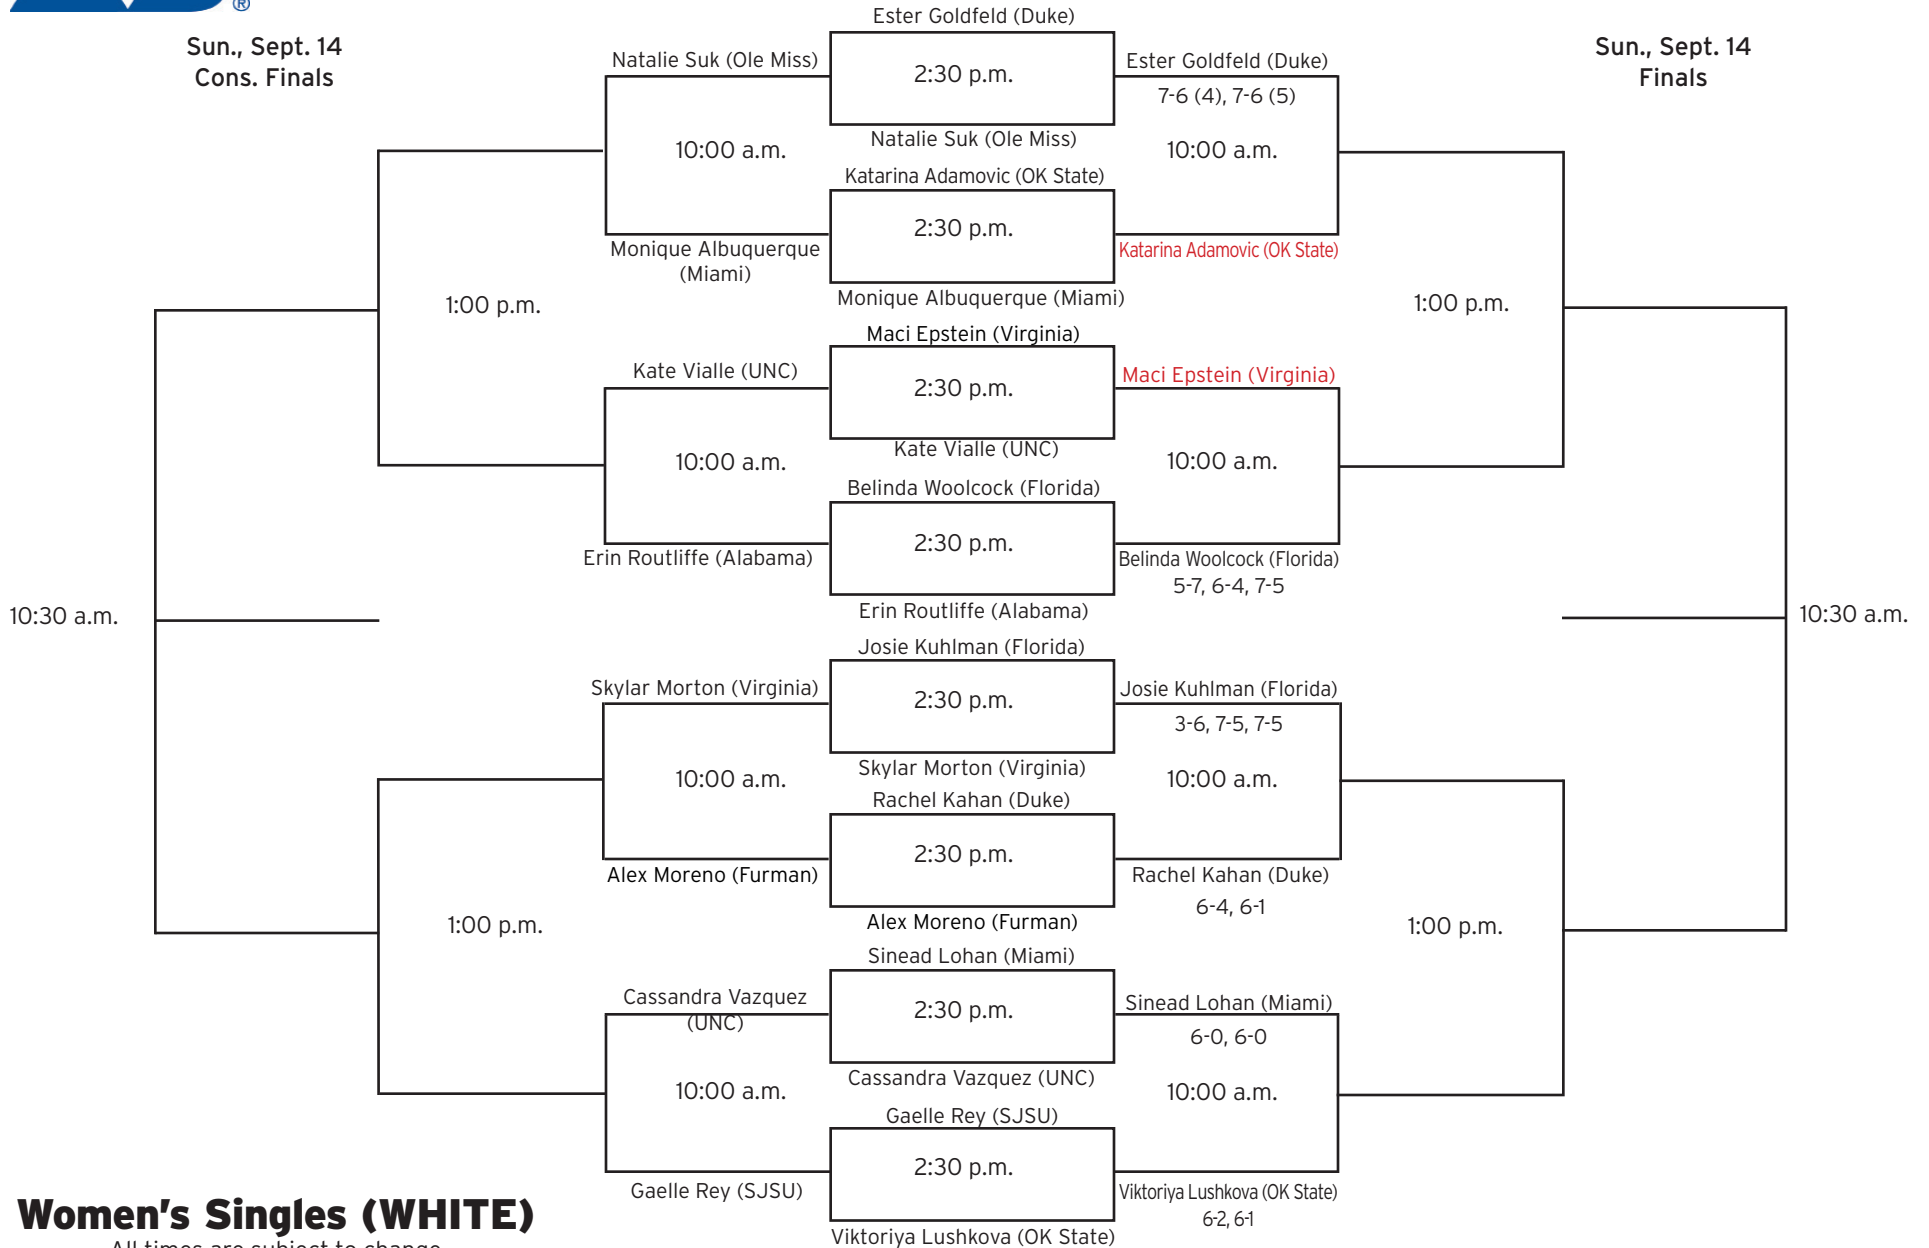 ®
Sun., Sept. 14
Cons. Finals
Sun., Sept. 14
Finals
Ester Goldfeld (Duke)
Natalie Suk (Ole Miss)
2:30 p.m.
Ester Goldfeld (Duke)
7-6 (4), 7-6 (5)
Natalie Suk (Ole Miss)
10:00 a.m.
10:00 a.m.
Katarina Adamovic (OK State)
2:30 p.m.
Monique Albuquerque
(Miami)
Katarina Adamovic (OK State)
Monique Albuquerque (Miami)
1:00 p.m.
1:00 p.m.
Maci Epstein (Virginia)
Kate Vialle (UNC)
2:30 p.m.
Maci Epstein (Virginia)
Kate Vialle (UNC)
10:00 a.m.
10:00 a.m.
Belinda Woolcock (Florida)
2:30 p.m.
Erin Routliffe (Alabama)
Belinda Woolcock (Florida)
5-7, 6-4, 7-5
Erin Routliffe (Alabama)
10:30 a.m.
10:30 a.m.
Josie Kuhlman (Florida)
Skylar Morton (Virginia)
2:30 p.m.
Josie Kuhlman (Florida)
3-6, 7-5, 7-5
Skylar Morton (Virginia)
10:00 a.m.
10:00 a.m.
Rachel Kahan (Duke)
2:30 p.m.
Alex Moreno (Furman)
Rachel Kahan (Duke)
6-4, 6-1
Alex Moreno (Furman)
1:00 p.m.
1:00 p.m.
Sinead Lohan (Miami)
Cassandra Vazquez
(UNC)
2:30 p.m.
Sinead Lohan (Miami)
6-0, 6-0
Cassandra Vazquez (UNC)
10:00 a.m.
10:00 a.m.
Gaelle Rey (SJSU)
2:30 p.m.
Gaelle Rey (SJSU)
Viktoriya Lushkova (OK State)
6-2, 6-1
Viktoriya Lushkova (OK State)
Women's Singles (WHITE)
All times are subject to change